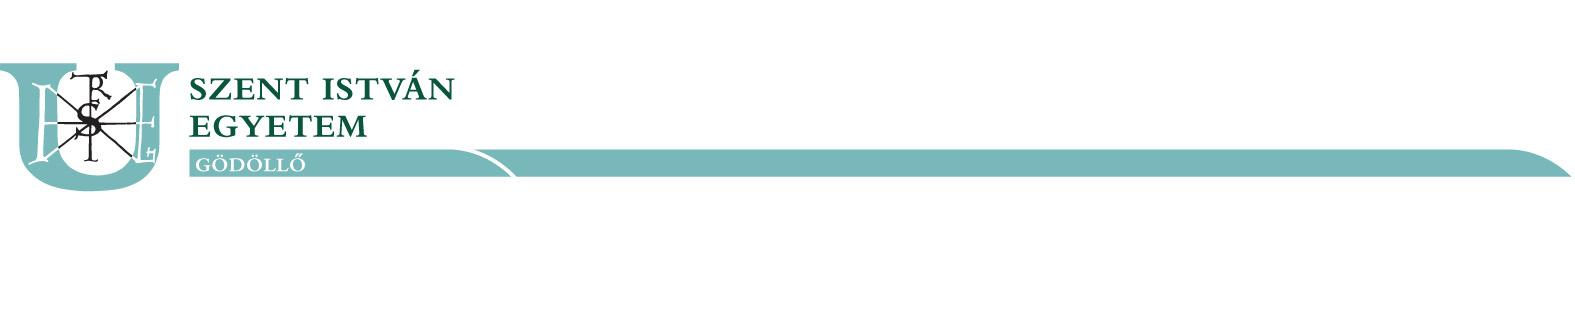 SZENT ISTVÁN
EGYETEM
GÖDÖLLŐ